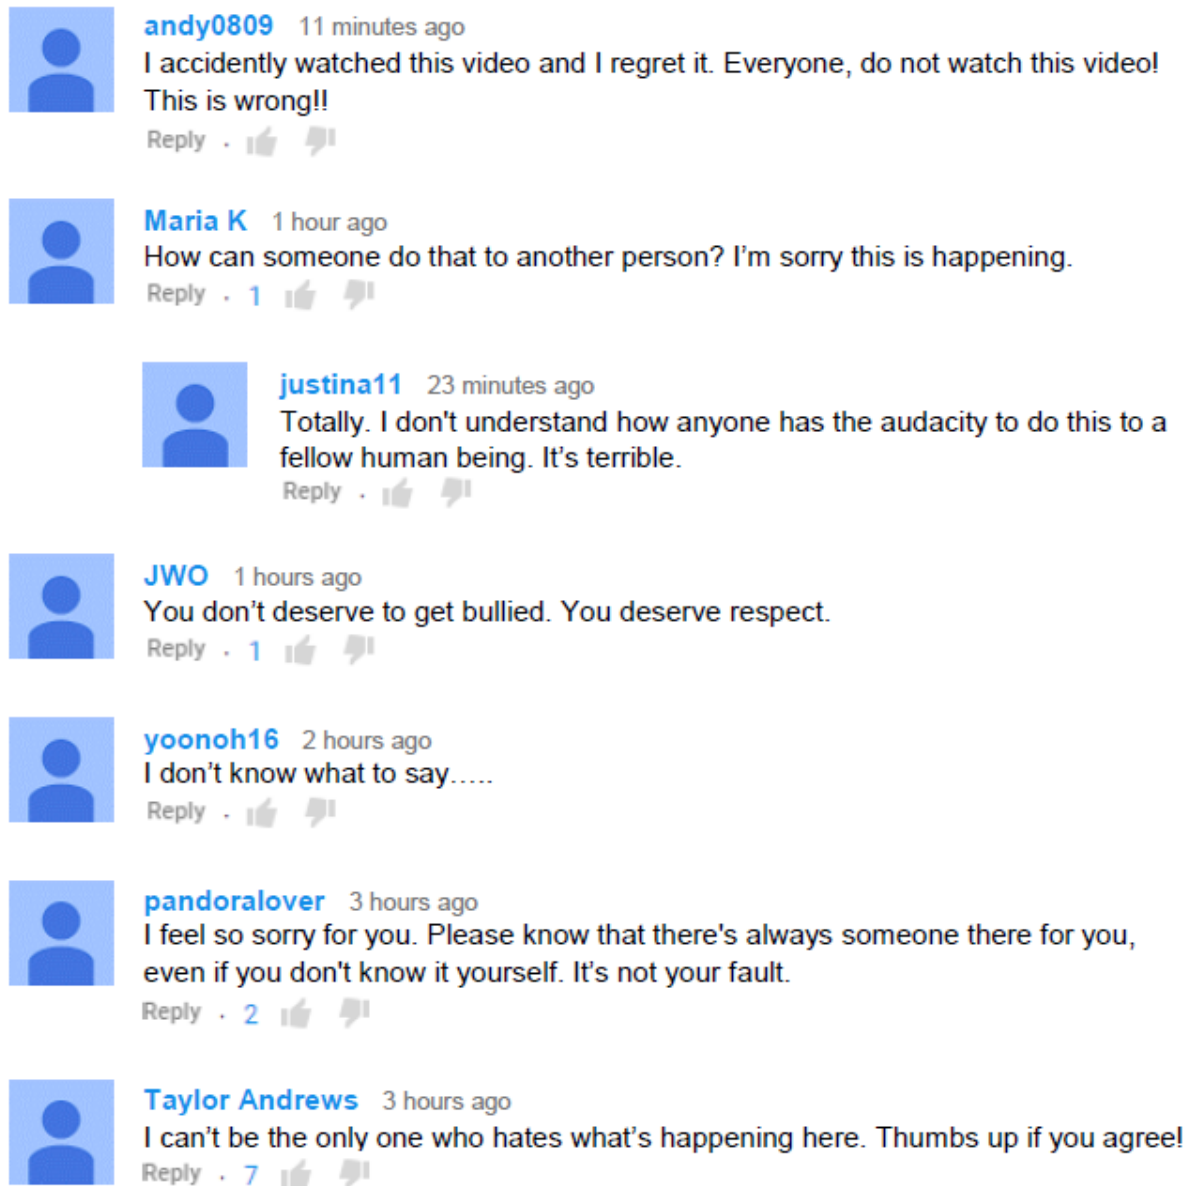 andy0809 11 minutes ago
I accidently watched this video and I regret it. Everyone, do not watch this video!
This is wrong!!
Reply .
Maria K 1 hour ago
How can someone do that to another person? I’m sorry this is happening.
Reply . 1
justina11 23 minutes ago
Totally. I don't understand how anyone has the audacity to do this to a
fellow human being. It’s terrible.
Reply .
JWO 1 hours ago
You don’t deserve to get bullied. You deserve respect.
Reply . 1
yoonoh16 2 hours ago
I don’t know what to say…..
Reply .
pandoralover 3 hours ago
I feel so sorry for you. Please know that there's always someone there for you,
even if you don't know it yourself. It’s not your fault.
Reply . 2
Taylor Andrews 3 hours ago
I can’t be the only one who hates what’s happening here. Thumbs up if you agree!
Reply . 7